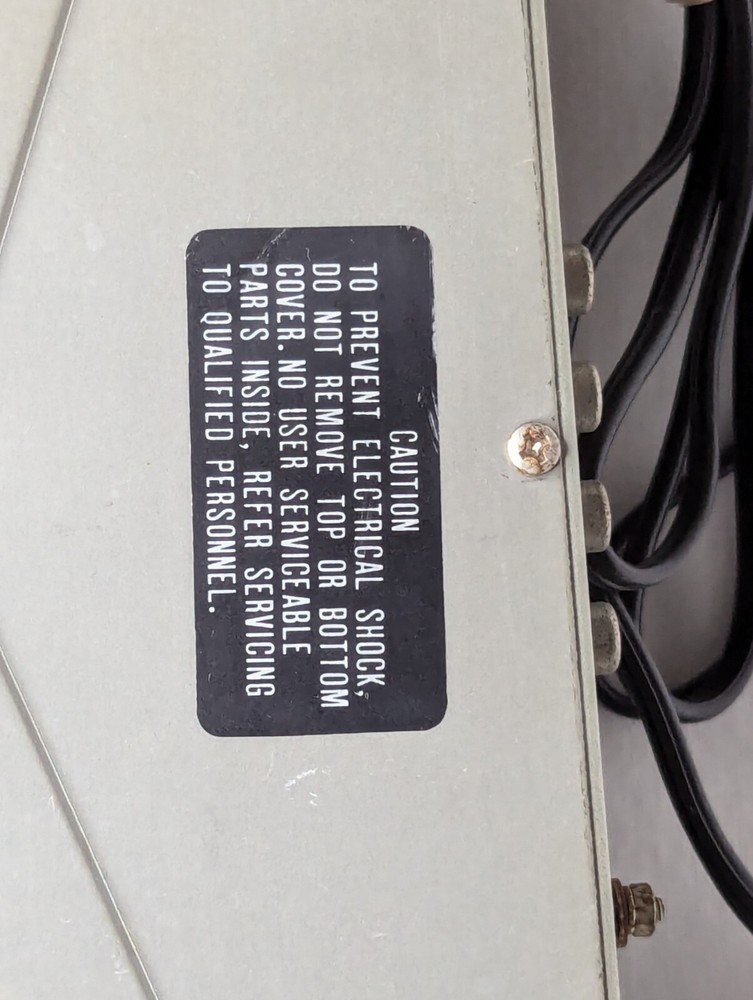 CAUTION
TO PREVENT ELECTRICAL SHOCK,
DO NOT REMOVE TOP OR BOTTOM
COVER. NO USER SERVICEABLE
PARTS INSIDE, REFER SERVICING
TO QUALIFIED PERSONNEL.